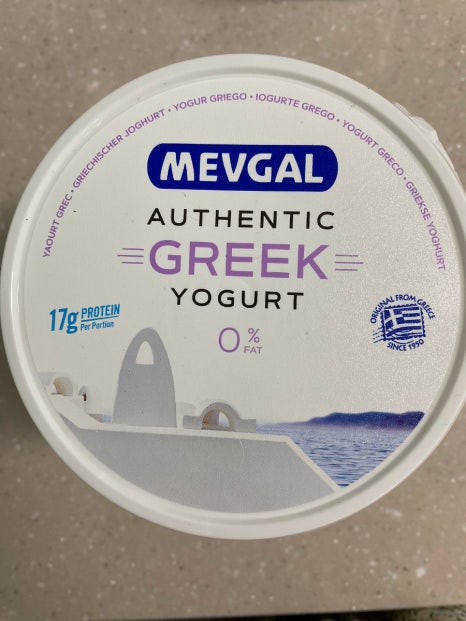 YAOURT GREC • GRIECHISCHER JOGHURT • YOGUR GRIEGO • IOGURTE GREGO • YOGURT GRECO • GRIEKSE YOGHURT
MEVGAL
AUTHENTIC
GREEK
YOGURT
17g PROTEIN
Per Portion
0% FAT
ORIGINAL FROM GREECE
SINCE 1950